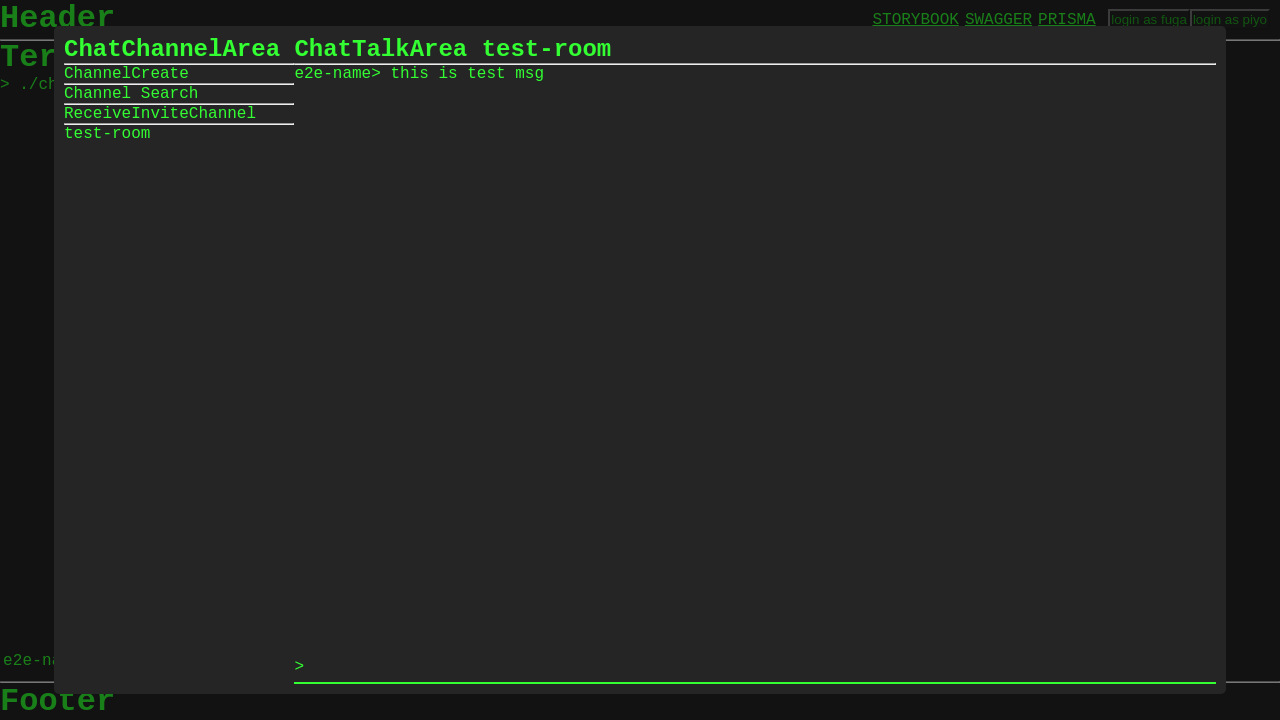 Header
STORYBOOK SWAGGER PRISMA login as fuga login as piyo
Ter
> ./ch
ChatChannelArea
ChannelCreate
Channel Search
ReceiveInviteChannel
test-room
ChatTalkArea test-room
e2e-name> this is test msg
>
e2e-na
Footer